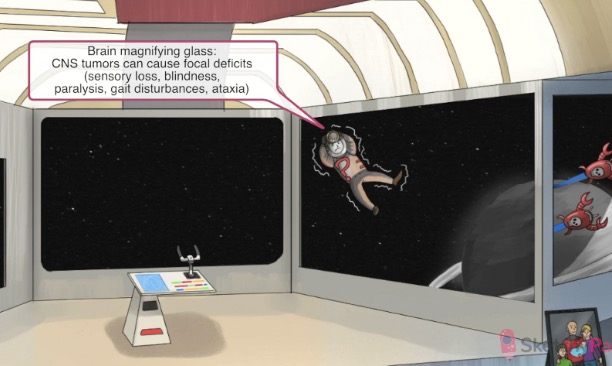 Brain magnifying glass:
CNS tumors can cause focal deficits
(sensory loss, blindness,
paralysis, gait disturbances, ataxia)
P